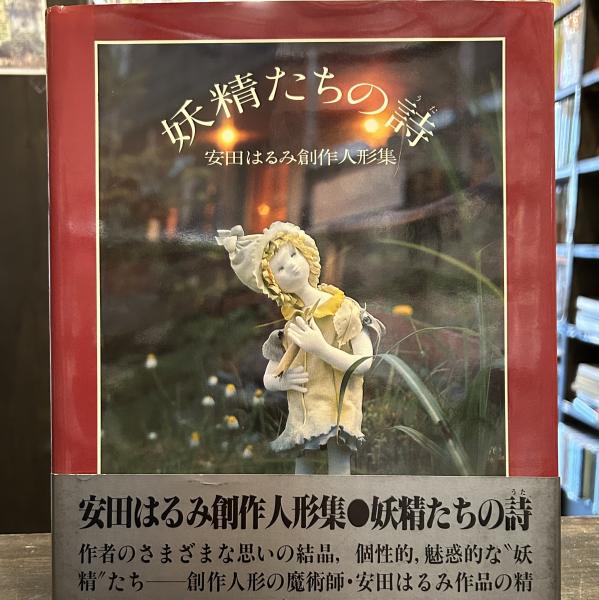 妖精たちの詩
うた
安田はるみ創作人形集
安田はるみ創作人形集●妖精たちの詩
うた
作者のさまざまな思いの結晶，個性的，魅惑的な〝妖
精〟たち──創作人形の魔術師・安田はるみ作品の精